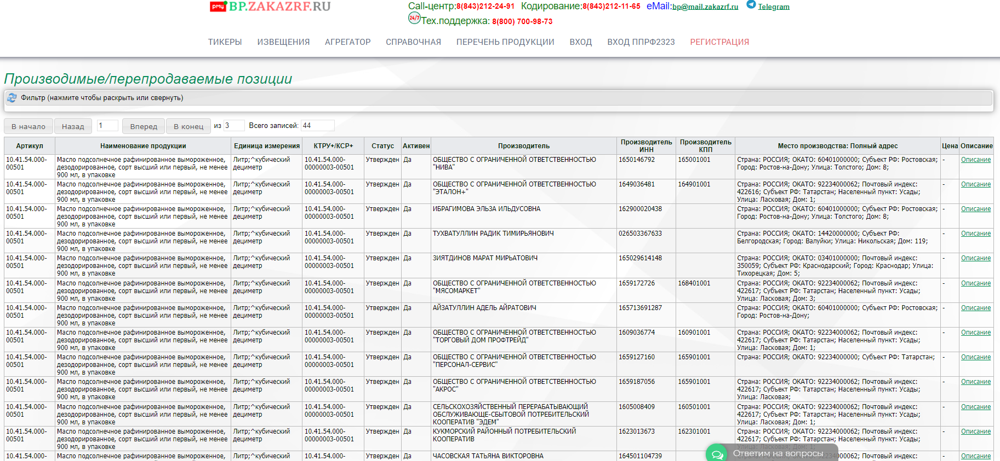 рмч BP.ZAKAZRF.RU
Call-центр:8(843)212-24-91 Кодирование:8(843)212-11-65 eMail:bp@mail.zakazrf.ru Telegram
24/7 Тех.поддержка: 8(800) 700-98-73
ТИКЕРЫ ИЗВЕЩЕНИЯ АГРЕГАТОР СПРАВОЧНАЯ ПЕРЕЧЕНЬ ПРОДУКЦИИ ВХОД ВХОД ППРФ2323 РЕГИСТРАЦИЯ
Производимые/перепродаваемые позиции
Фильтр (нажмите чтобы раскрыть или свернуть)
В начало Назад 1 Вперед В конец из 3 Всего записей: 44
Артикул Наименование продукции Единица измерения КТРУ+/КСР+ Статус Активен Производитель Производитель ИНН Производитель КПП Место производства: Полный адрес Цена Описание
10.41.54.000- Масло подсолнечное рафинированное вымороженное, Литр;^кубический 10.41.54.000- Утвержден Да ОБЩЕСТВО С ОГРАНИЧЕННОЙ ОТВЕТСТВЕННОСТЬЮ 1650146792 165001001 Страна: РОССИЯ; ОКАТО: 60401000000; Субъект РФ: Ростовская; - Описание
00501 дезодорированное, сорт высший или первый, не менее дециметр 00000003-00501 "НИВА" Город: Ростов-на-Дону; Улица: Толстого; Дом: 8;
900 мл, в упаковке
10.41.54.000- Масло подсолнечное рафинированное вымороженное, Литр;^кубический 10.41.54.000- Утвержден Да ОБЩЕСТВО С ОГРАНИЧЕННОЙ ОТВЕТСТВЕННОСТЬЮ 1649036481 164901001 Страна: РОССИЯ; ОКАТО: 92234000062; Почтовый индекс: - Описание
00501 дезодорированное, сорт высший или первый, не менее дециметр 00000003-00501 "ЭТАЛОН+" 422616; Субъект РФ: Татарстан; Населенный пункт: Усады;
900 мл, в упаковке Улица: Ласковая; Дом: 1;
10.41.54.000- Масло подсолнечное рафинированное вымороженное, Литр;^кубический 10.41.54.000- Утвержден Да ИБРАГИМОВА ЭЛЬЗА ИЛЬДУСОВНА 162900020438 Страна: РОССИЯ; ОКАТО: 60401000000; Субъект РФ: Ростовская; - Описание
00501 дезодорированное, сорт высший или первый, не менее дециметр 00000003-00501 Город: Ростов-на-Дону; Улица: Толстого; Дом: 8;
900 мл, в упаковке
10.41.54.000- Масло подсолнечное рафинированное вымороженное, Литр;^кубический 10.41.54.000- Утвержден Да ТУХВАТУЛЛИН РАДИК ТИМИРЬЯНОВИЧ 026503367633 Страна: РОССИЯ; ОКАТО: 14420000000; Субъект РФ: - Описание
00501 дезодорированное, сорт высший или первый, не менее дециметр 00000003-00501 Белгородская; Город: Валуйки; Улица: Никольская; Дом: 119;
900 мл, в упаковке
10.41.54.000- Масло подсолнечное рафинированное вымороженное, Литр;^кубический 10.41.54.000- Утвержден Да ЗИЯТДИНОВ МАРАТ МИРЬАТОВИЧ 165029614148 Страна: РОССИЯ; ОКАТО: 03401000000; Почтовый индекс: - Описание
00501 дезодорированное, сорт высший или первый, не менее дециметр 00000003-00501 350059; Субъект РФ: Краснодарский; Город: Краснодар; Улица:
900 мл, в упаковке Тихорецкая; Дом: 5;
10.41.54.000- Масло подсолнечное рафинированное вымороженное, Литр;^кубический 10.41.54.000- Утвержден Да ОБЩЕСТВО С ОГРАНИЧЕННОЙ ОТВЕТСТВЕННОСТЬЮ 1659172726 168401001 Страна: РОССИЯ; ОКАТО: 92234000062; Почтовый индекс: - Описание
00501 дезодорированное, сорт высший или первый, не менее дециметр 00000003-00501 "МЯСОМАРКЕТ" 422617; Субъект РФ: Татарстан; Населенный пункт: Усады;
900 мл, в упаковке Улица: Ласковая; Дом: 3;
10.41.54.000- Масло подсолнечное рафинированное вымороженное, Литр;^кубический 10.41.54.000- Утвержден Да АЙЗАТУЛЛИН АДЕЛЬ АЙРАТОВИЧ 165713691287 Страна: РОССИЯ; ОКАТО: 60401000000; Субъект РФ: Ростовская; - Описание
00501 дезодорированное, сорт высший или первый, не менее дециметр 00000003-00501 Город: Ростов-на-Дону;
900 мл, в упаковке
10.41.54.000- Масло подсолнечное рафинированное вымороженное, Литр;^кубический 10.41.54.000- Утвержден Да ОБЩЕСТВО С ОГРАНИЧЕННОЙ ОТВЕТСТВЕННОСТЬЮ 1609036774 160901001 Страна: РОССИЯ; ОКАТО: 92234000062; Почтовый индекс: - Описание
00501 дезодорированное, сорт высший или первый, не менее дециметр 00000003-00501 "ТОРГОВЫЙ ДОМ ПРОФТРЕЙД" 422617; Субъект РФ: Татарстан; Населенный пункт: Усады;
900 мл, в упаковке Улица: Ласковая; Дом: 1;
10.41.54.000- Масло подсолнечное рафинированное вымороженное, Литр;^кубический 10.41.54.000- Утвержден Да ОБЩЕСТВО С ОГРАНИЧЕННОЙ ОТВЕТСТВЕННОСТЬЮ 1659127160 165901001 Страна: РОССИЯ; ОКАТО: 92234000000; Субъект РФ: Татарстан; - Описание
00501 дезодорированное, сорт высший или первый, не менее дециметр 00000003-00501 "ПЕРСОНАЛ-СЕРВИС"
900 мл, в упаковке
10.41.54.000- Масло подсолнечное рафинированное вымороженное, Литр;^кубический 10.41.54.000- Утвержден Да ОБЩЕСТВО С ОГРАНИЧЕННОЙ ОТВЕТСТВЕННОСТЬЮ 1659187056 165901001 Страна: РОССИЯ; ОКАТО: 92234000062; Почтовый индекс: - Описание
00501 дезодорированное, сорт высший или первый, не менее дециметр 00000003-00501 "АКРОС" 422617; Субъект РФ: Татарстан; Населенный пункт: Усады;
900 мл, в упаковке Улица: Ласковая;
10.41.54.000- Масло подсолнечное рафинированное вымороженное, Литр;^кубический 10.41.54.000- Утвержден Да СЕЛЬСКОХОЗЯЙСТВЕННЫЙ ПЕРЕРАБАТЫВАЮЩИЙ 1605008409 160501001 Страна: РОССИЯ; ОКАТО: 92234000062; Почтовый индекс: - Описание
00501 дезодорированное, сорт высший или первый, не менее дециметр 00000003-00501 ОБСЛУЖИВАЮЩЕ-СБЫТОВОЙ ПОТРЕБИТЕЛЬСКИЙ 422617; Субъект РФ: Татарстан; Населенный пункт: Усады;
900 мл, в упаковке КООПЕРАТИВ "ЭДЕМ" Улица: Ласковая; Дом: 1;
10.41.54.000- Масло подсолнечное рафинированное вымороженное, Литр;^кубический 10.41.54.000- Утвержден Да КУКМОРСКИЙ РАЙОННЫЙ ПОТРЕБИТЕЛЬСКИЙ 1623013673 162301001 Страна: РОССИЯ; ОКАТО: 92234000062; Почтовый индекс: - Описание
00501 дезодорированное, сорт высший или первый, не менее дециметр 00000003-00501 КООПЕРАТИВ 422617; Субъект РФ: Татарстан; Населенный пункт: Усады;
900 мл, в упаковке Улица: Ласковая; Дом: 1;
10.41.54.000- Масло подсолнечное рафинированное вымороженное, Литр;^кубический 10.41.54.000- Утвержден Да ЧАСОВСКАЯ ТАТЬЯНА ВИКТОРОВНА 164501104739 Страна: РОССИЯ; ОКАТО: 92234000062; Почтовый индекс: - Описание
Ответим на вопросы